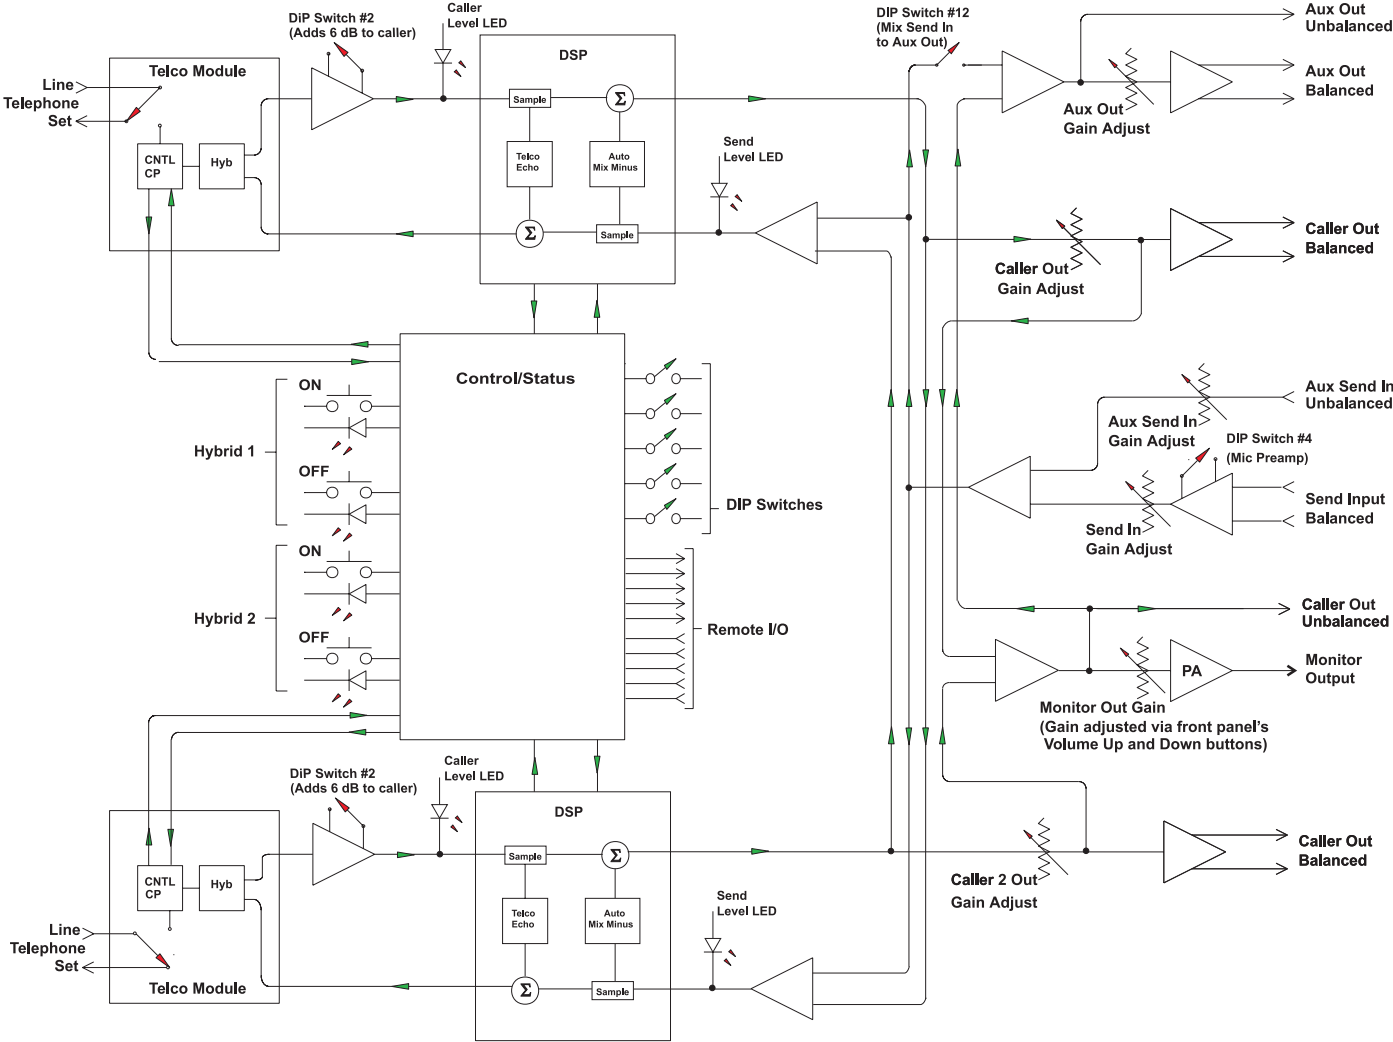 DiP Switch #2
(Adds 6 dB to caller)
Caller
Level LED
DSP
DIP Switch #12
(Mix Send In
to Aux Out)
Aux Out
Unbalanced
Telco Module
Line
Telephone
Set
CNTL
CP
Hyb
Sample
Σ
Telco
Echo
Auto
Mix Minus
Σ
Sample
Send
Level LED
Aux Out
Gain Adjust
Aux Out
Balanced
Caller Out
Gain Adjust
Caller Out
Balanced
Control/Status
Hybrid 1
ON
OFF
Hybrid 2
ON
OFF
DIP Switches
Remote I/O
Aux Send In
Gain Adjust
Aux Send In
Unbalanced
DIP Switch #4
(Mic Preamp)
Send In
Gain Adjust
Send Input
Balanced
Caller Out
Unbalanced
PA
Monitor
Output
Monitor Out Gain
(Gain adjusted via front panel's
Volume Up and Down buttons)
DiP Switch #2
(Adds 6 dB to caller)
Caller
Level LED
DSP
CNTL
CP
Hyb
Line
Telephone
Set
Telco Module
Sample
Σ
Telco
Echo
Auto
Mix Minus
Σ
Sample
Send
Level LED
Caller 2 Out
Gain Adjust
Caller Out
Balanced